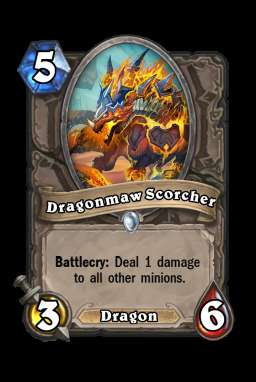 5
Dragonmaw Scorcher
Battlecry: Deal 1 damage
to all other minions.
3
Dragon
6